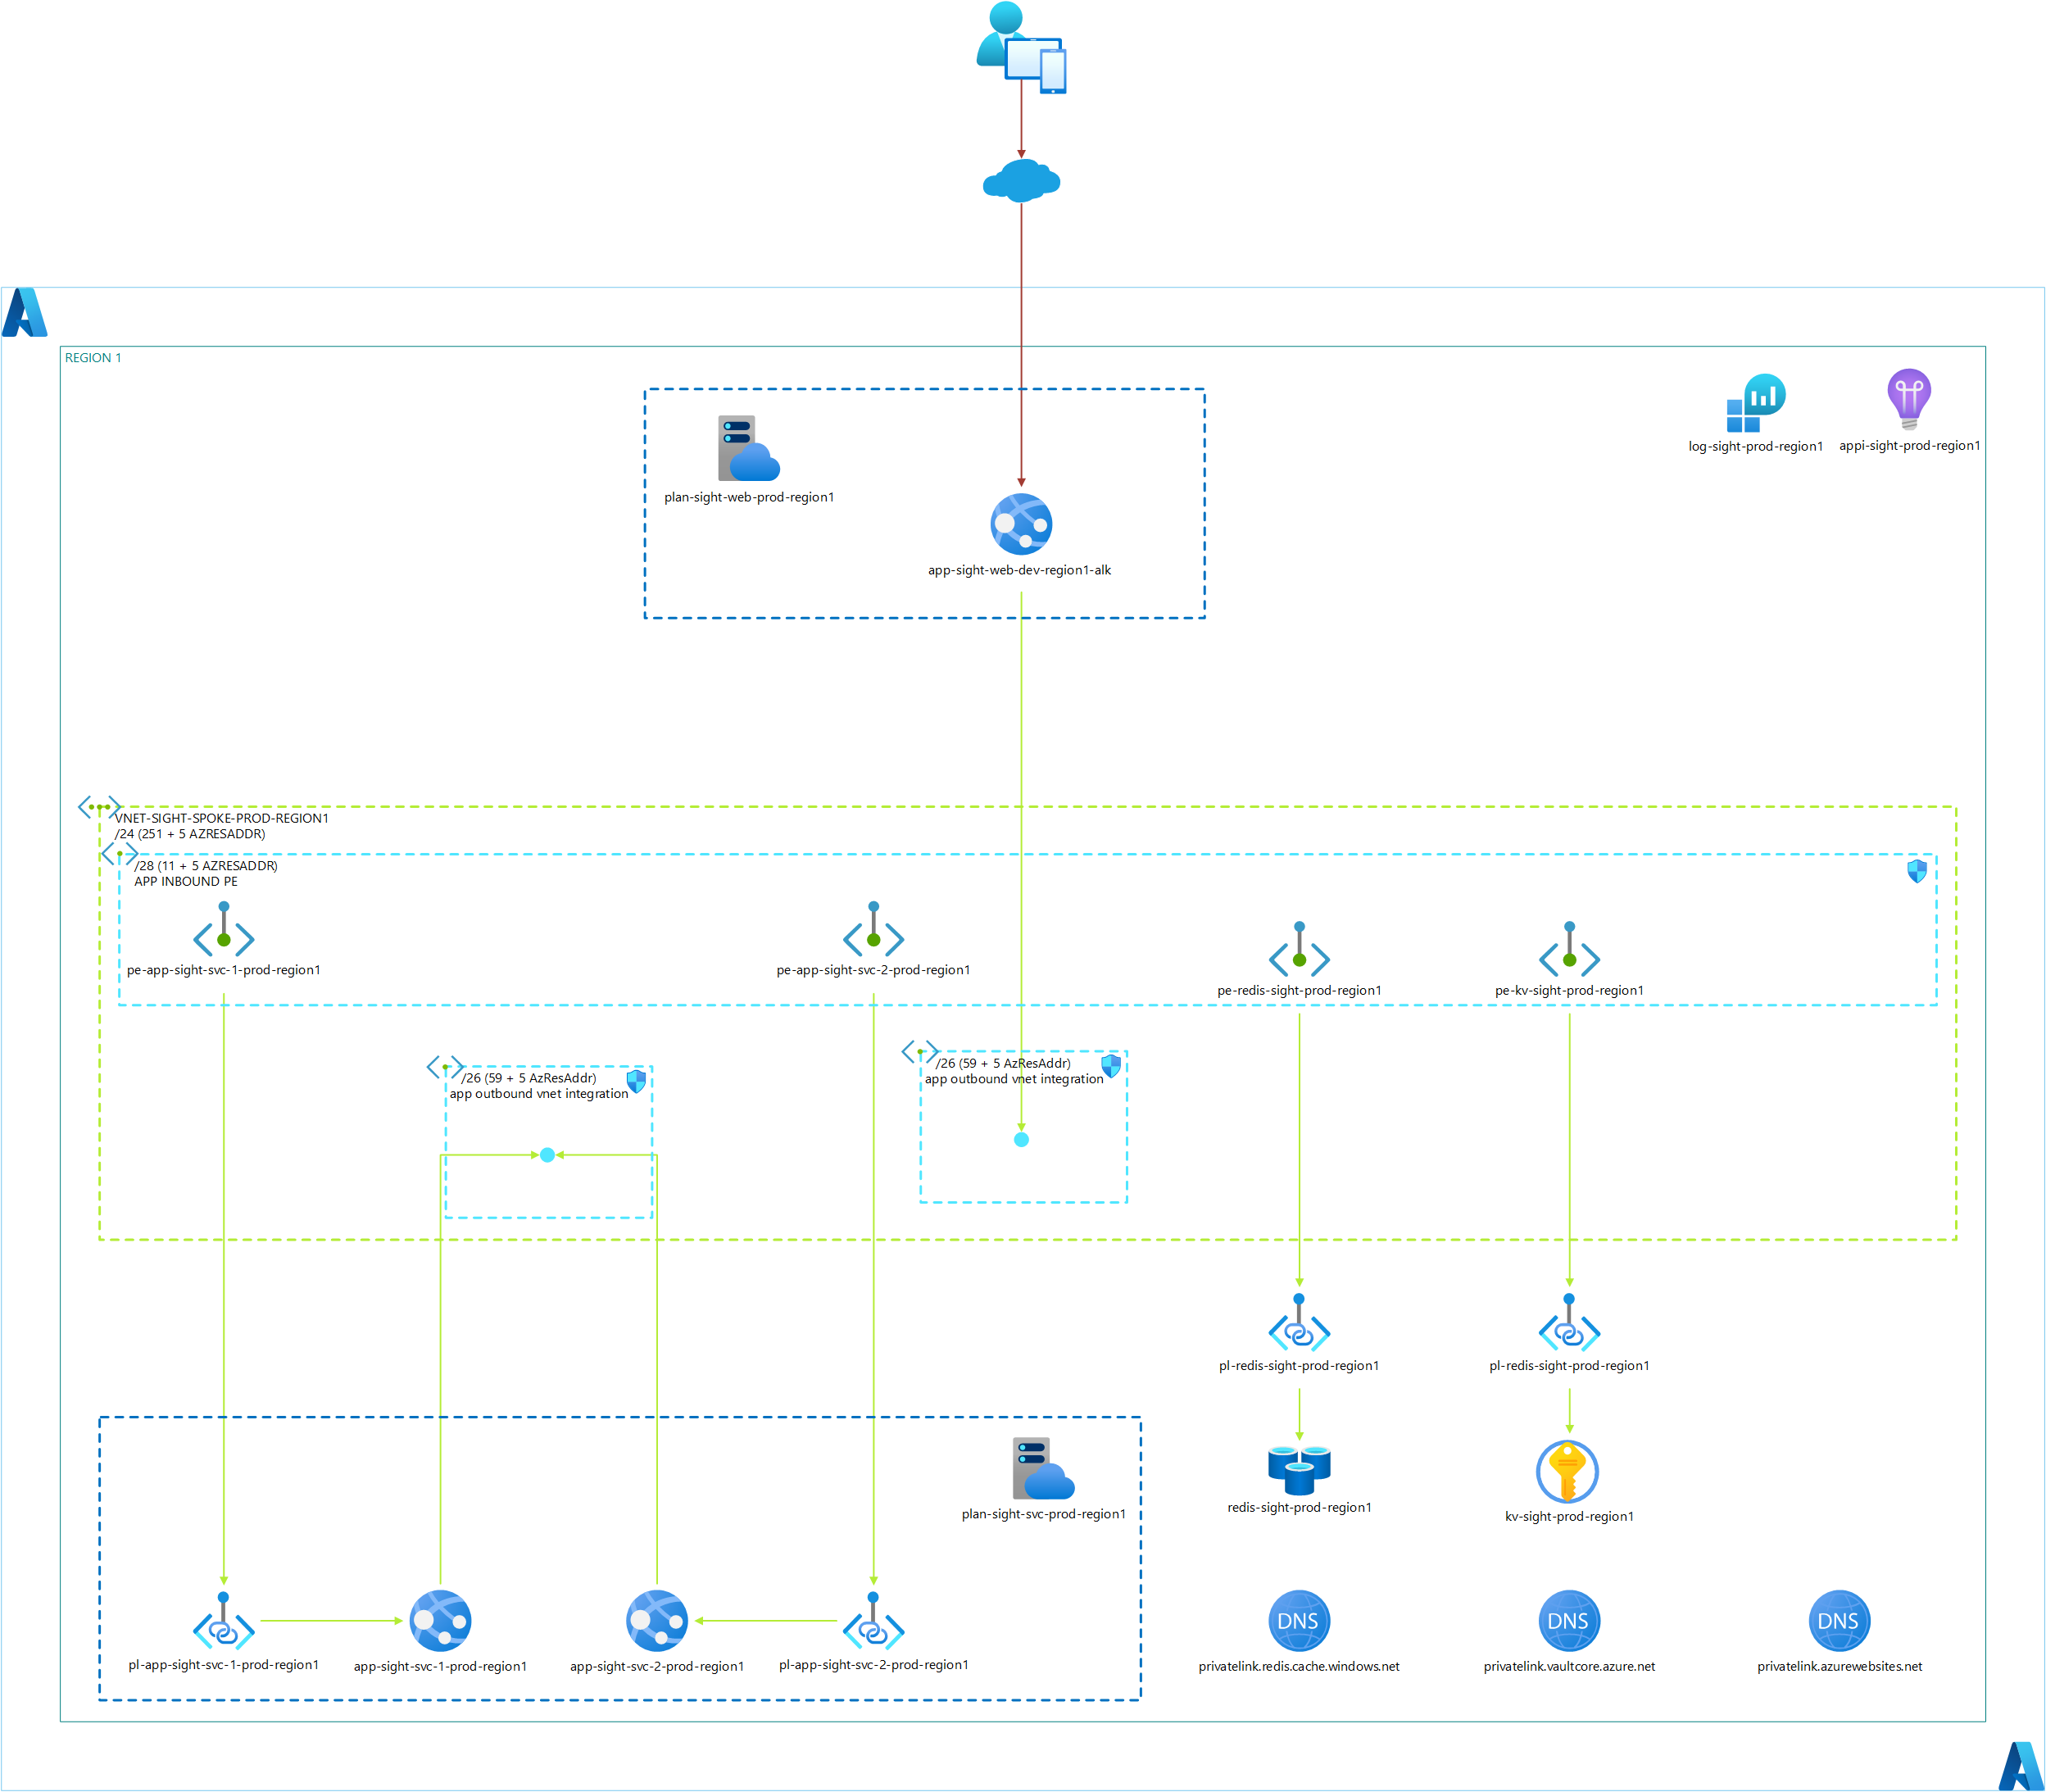 REGION 1
log-sight-prod-region1
appi-sight-prod-region1
plan-sight-web-prod-region1
app-sight-web-dev-region1-alk
VNET-SIGHT-SPOKE-PROD-REGION1
/24 (251 + 5 AZRESADDR)
/28 (11 + 5 AZRESADDR)
APP INBOUND PE
pe-app-sight-svc-1-prod-region1
pe-app-sight-svc-2-prod-region1
pe-redis-sight-prod-region1
pe-kv-sight-prod-region1
/26 (59 + 5 AzResAddr)
app outbound vnet integration
/26 (59 + 5 AzResAddr)
app outbound vnet integration
pl-redis-sight-prod-region1
pl-redis-sight-prod-region1
plan-sight-svc-prod-region1
redis-sight-prod-region1
kv-sight-prod-region1
DNS
DNS
DNS
pl-app-sight-svc-1-prod-region1
app-sight-svc-1-prod-region1
app-sight-svc-2-prod-region1
pl-app-sight-svc-2-prod-region1
privatelink.redis.cache.windows.net
privatelink.vaultcore.azure.net
privatelink.azurewebsites.net